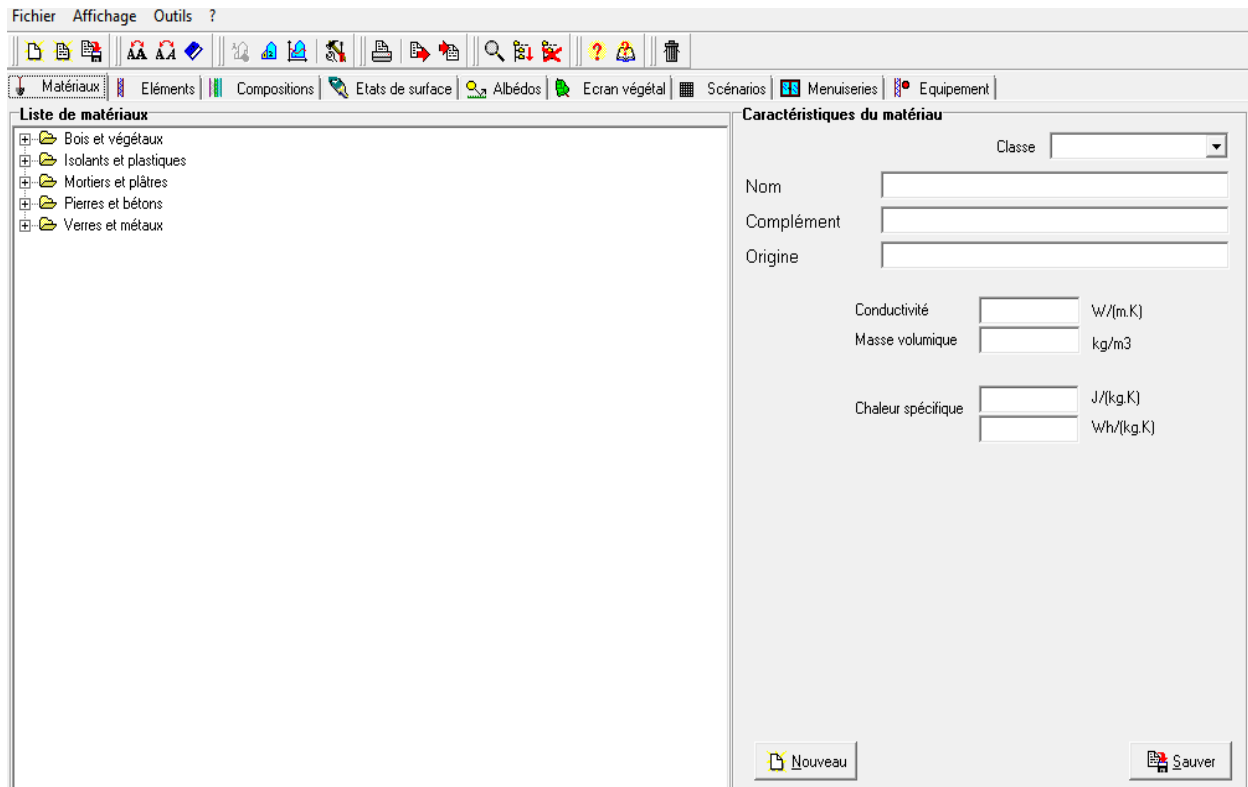 Fichier Affichage Outils ?
Matériaux Eléments Compositions Etats de surface Albédos Ecran végétal Scénarios Menuiseries Equipement
Liste de matériaux
Bois et végétaux
Isolants et plastiques
Mortiers et plâtres
Pierres et bétons
Verres et métaux
Caractéristiques du matériau
Classe
Nom
Complément
Origine
Conductivité W/(m.K)
Masse volumique kg/m3
Chaleur spécifique J/(kg.K)
Wh/(kg.K)
Nouveau Sauver